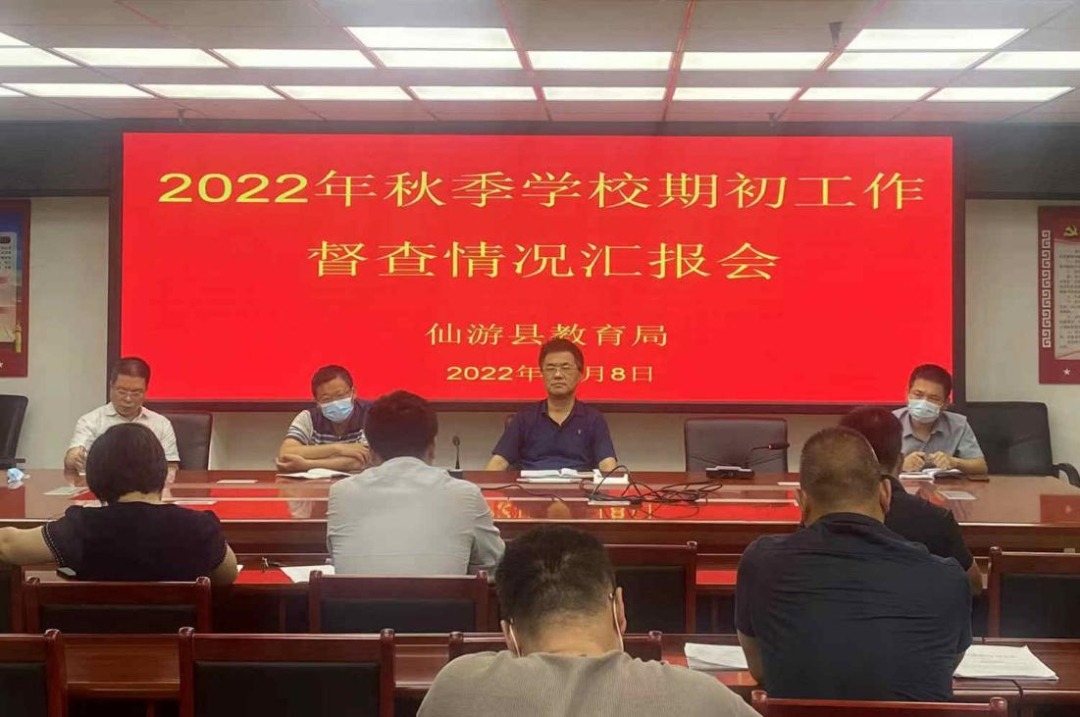 2022年秋季学校期初工作
督查情况汇报会
仙游县教育局
2022年 月8日